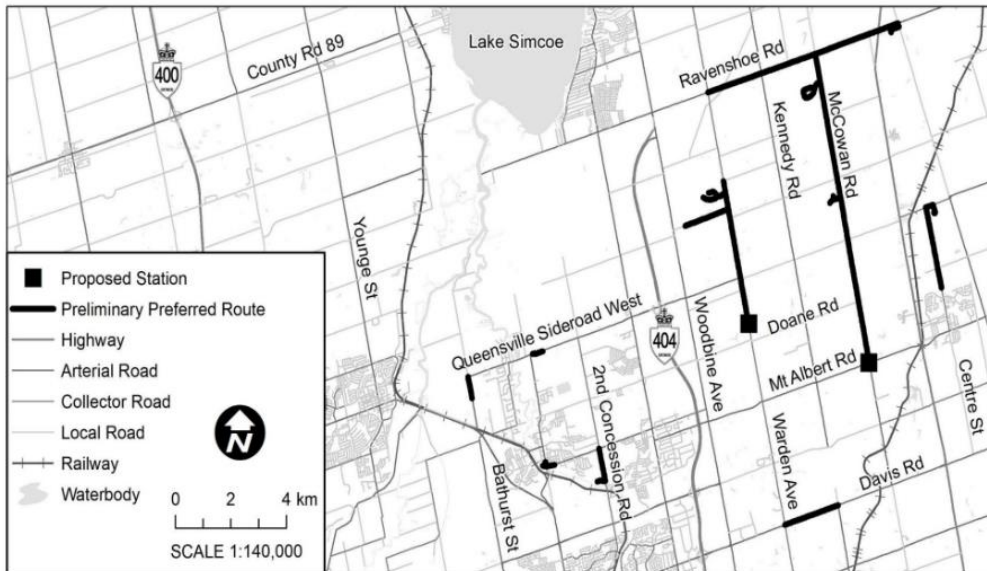 Lake Simcoe
County Rd 89
400
Ravenshoe Rd
Kennedy Rd
McCowan Rd
Younge St
Queensville Sideroad West
404
Woodbine Ave
Doane Rd
Mt Albert Rd
2nd Concession Rd
Centre St
Bathurst St
Warden Ave
Davis Rd
Proposed Station
Preliminary Preferred Route
Highway
Arterial Road
Collector Road
Local Road
Railway
Waterbody
N
0 2 4 km
SCALE 1:140,000